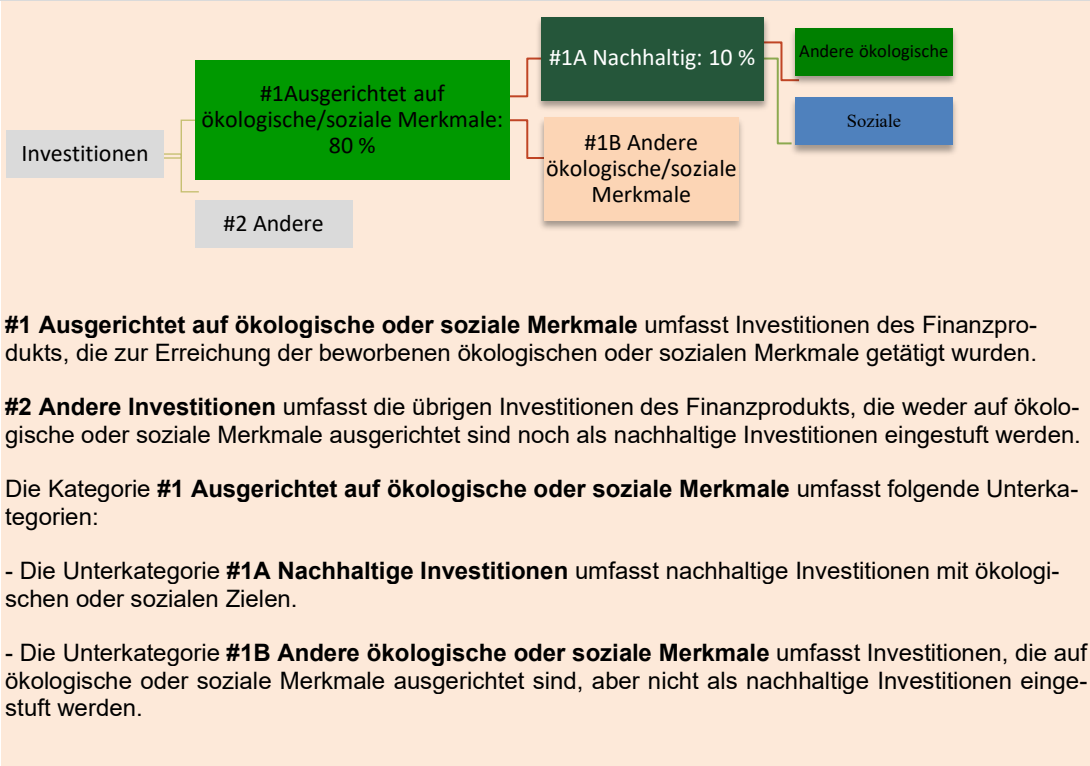 Investitionen
#1Ausgerichtet auf
ökologische/soziale Merkmale:
80 %
#2 Andere
#1A Nachhaltig: 10 %
#1B Andere
ökologische/soziale
Merkmale
Andere ökologische
Soziale
#1 Ausgerichtet auf ökologische oder soziale Merkmale umfasst Investitionen des Finanzpro-
dukts, die zur Erreichung der beworbenen ökologischen oder sozialen Merkmale getätigt wurden.
#2 Andere Investitionen umfasst die übrigen Investitionen des Finanzprodukts, die weder auf ökolo-
gische oder soziale Merkmale ausgerichtet sind noch als nachhaltige Investitionen eingestuft werden.
Die Kategorie #1 Ausgerichtet auf ökologische oder soziale Merkmale umfasst folgende Unterka-
tegorien:
- Die Unterkategorie #1A Nachhaltige Investitionen umfasst nachhaltige Investitionen mit ökologi-
schen oder sozialen Zielen.
- Die Unterkategorie #1B Andere ökologische oder soziale Merkmale umfasst Investitionen, die auf
ökologische oder soziale Merkmale ausgerichtet sind, aber nicht als nachhaltige Investitionen einge-
stuft werden.